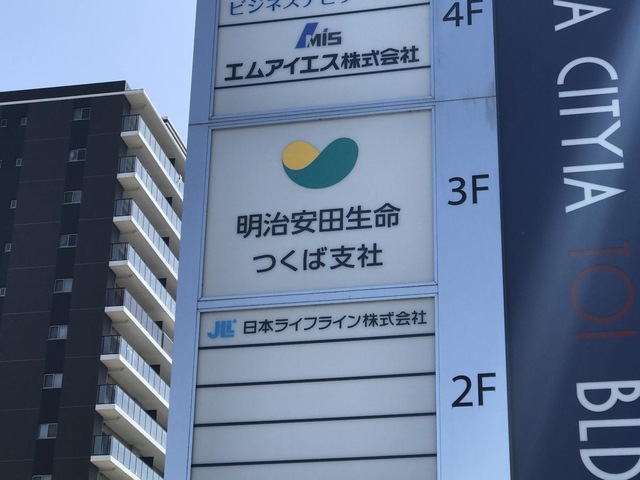 4F
MIS
エムアイエス株式会社
3F
明治安田生命
つくば支社
JLL
日本ライフライン株式会社
2F
A CITYIA TOI BLD